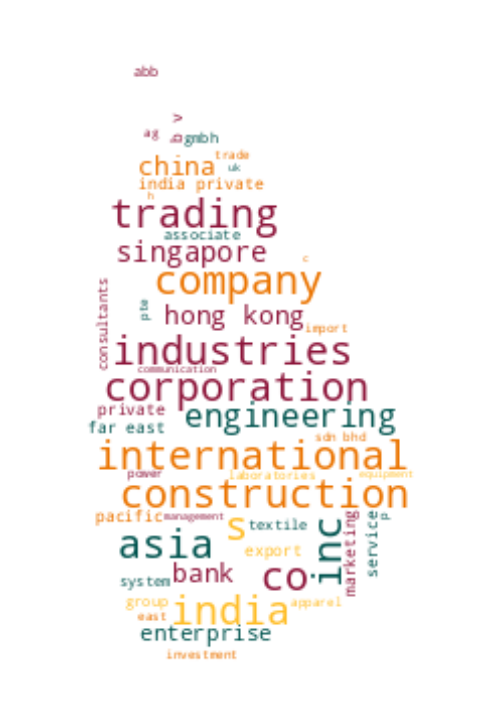 abb
v
ag b gmbh
trade
china uk
india private
h
trading
associate
singapore
c
company
consultants
pte
hong kong
import
industries
communication
corporation
private engineering
far east
sdn bhd
international
power laboratories equipment
construction
pacific management
s textile inc marketing service p
asia export
system bank co
group india apparel
east
enterprise
investment